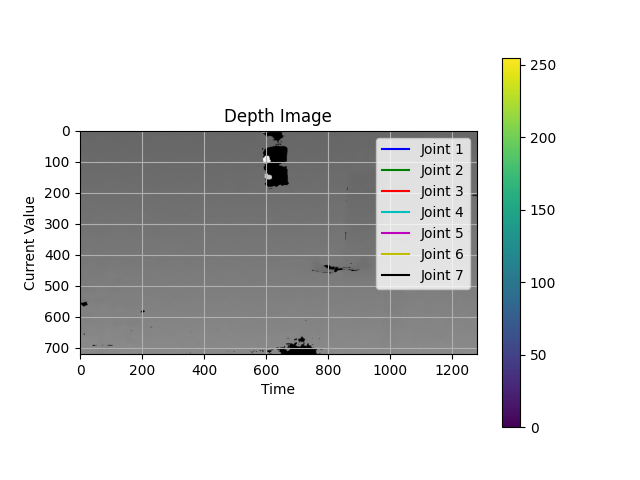 Depth Image
0
100
200
300
400
500
600
700
Current Value
0 200 400 600 800 1000 1200
Time
Joint 1
Joint 2
Joint 3
Joint 4
Joint 5
Joint 6
Joint 7
250
200
150
100
50
0